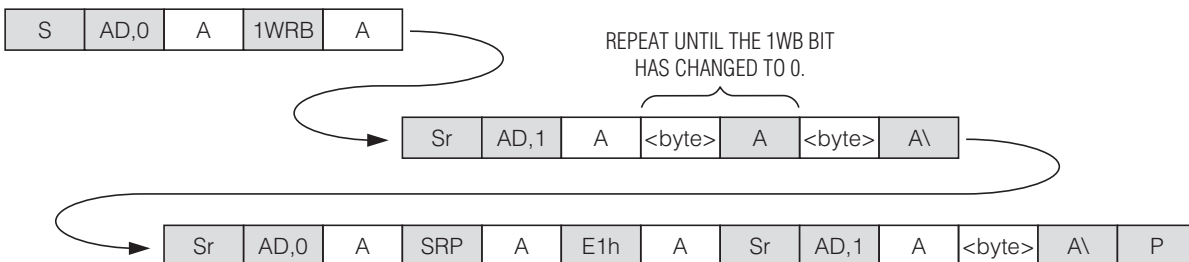 S AD,0 A 1WRB A
REPEAT UNTIL THE 1WB BIT
HAS CHANGED TO 0.
Sr AD,1 A <byte> A <byte> A\
Sr AD,0 A SRP A E1h A Sr AD,1 A <byte> A\ P